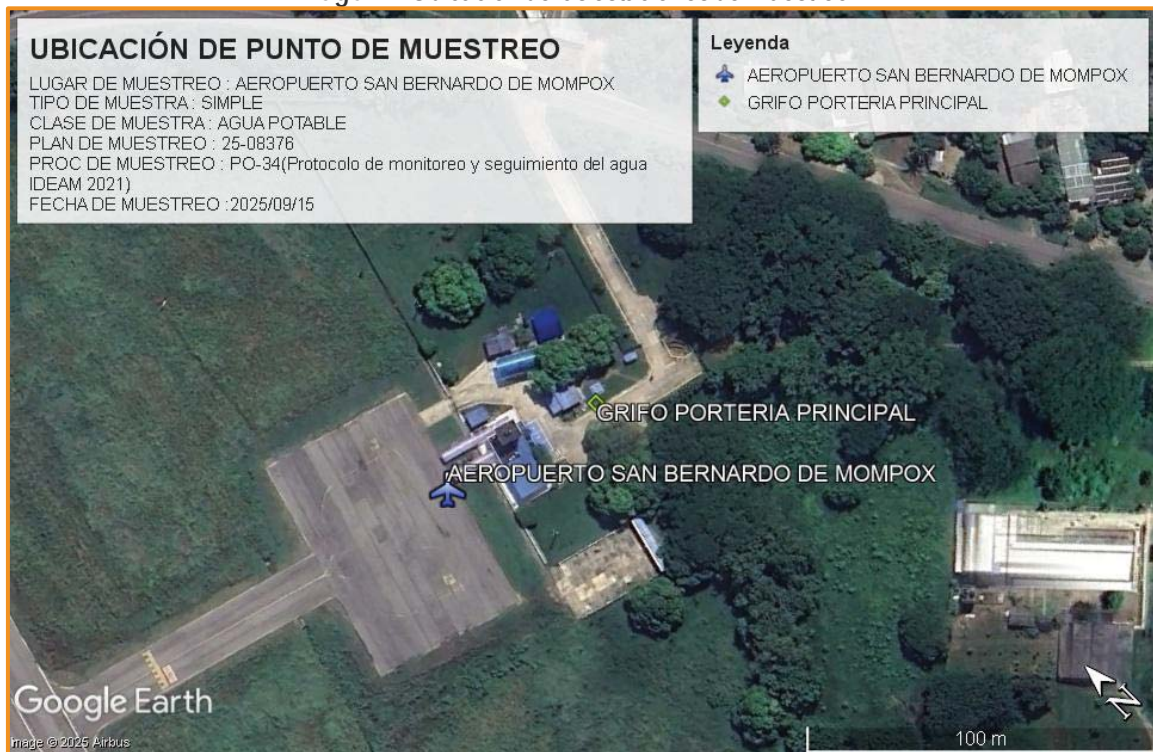 UBICACIÓN DE PUNTO DE MUESTREO
LUGAR DE MUESTREO : AEROPUERTO SAN BERNARDO DE MOMPOX
TIPO DE MUESTRA : SIMPLE
CLASE DE MUESTRA : AGUA POTABLE
PLAN DE MUESTREO : 25-08376
PROC DE MUESTREO : PO-34(Protocolo de monitoreo y seguimiento del agua
IDEAM 2021)
FECHA DE MUESTREO :2025/09/15
Leyenda
AEROPUERTO SAN BERNARDO DE MOMPOX
GRIFO PORTERIA PRINCIPAL
GRIFO PORTERIA PRINCIPAL
AEROPUERTO SAN BERNARDO DE MOMPOX
Google Earth
Image © 2025 Airbus
N
100 m